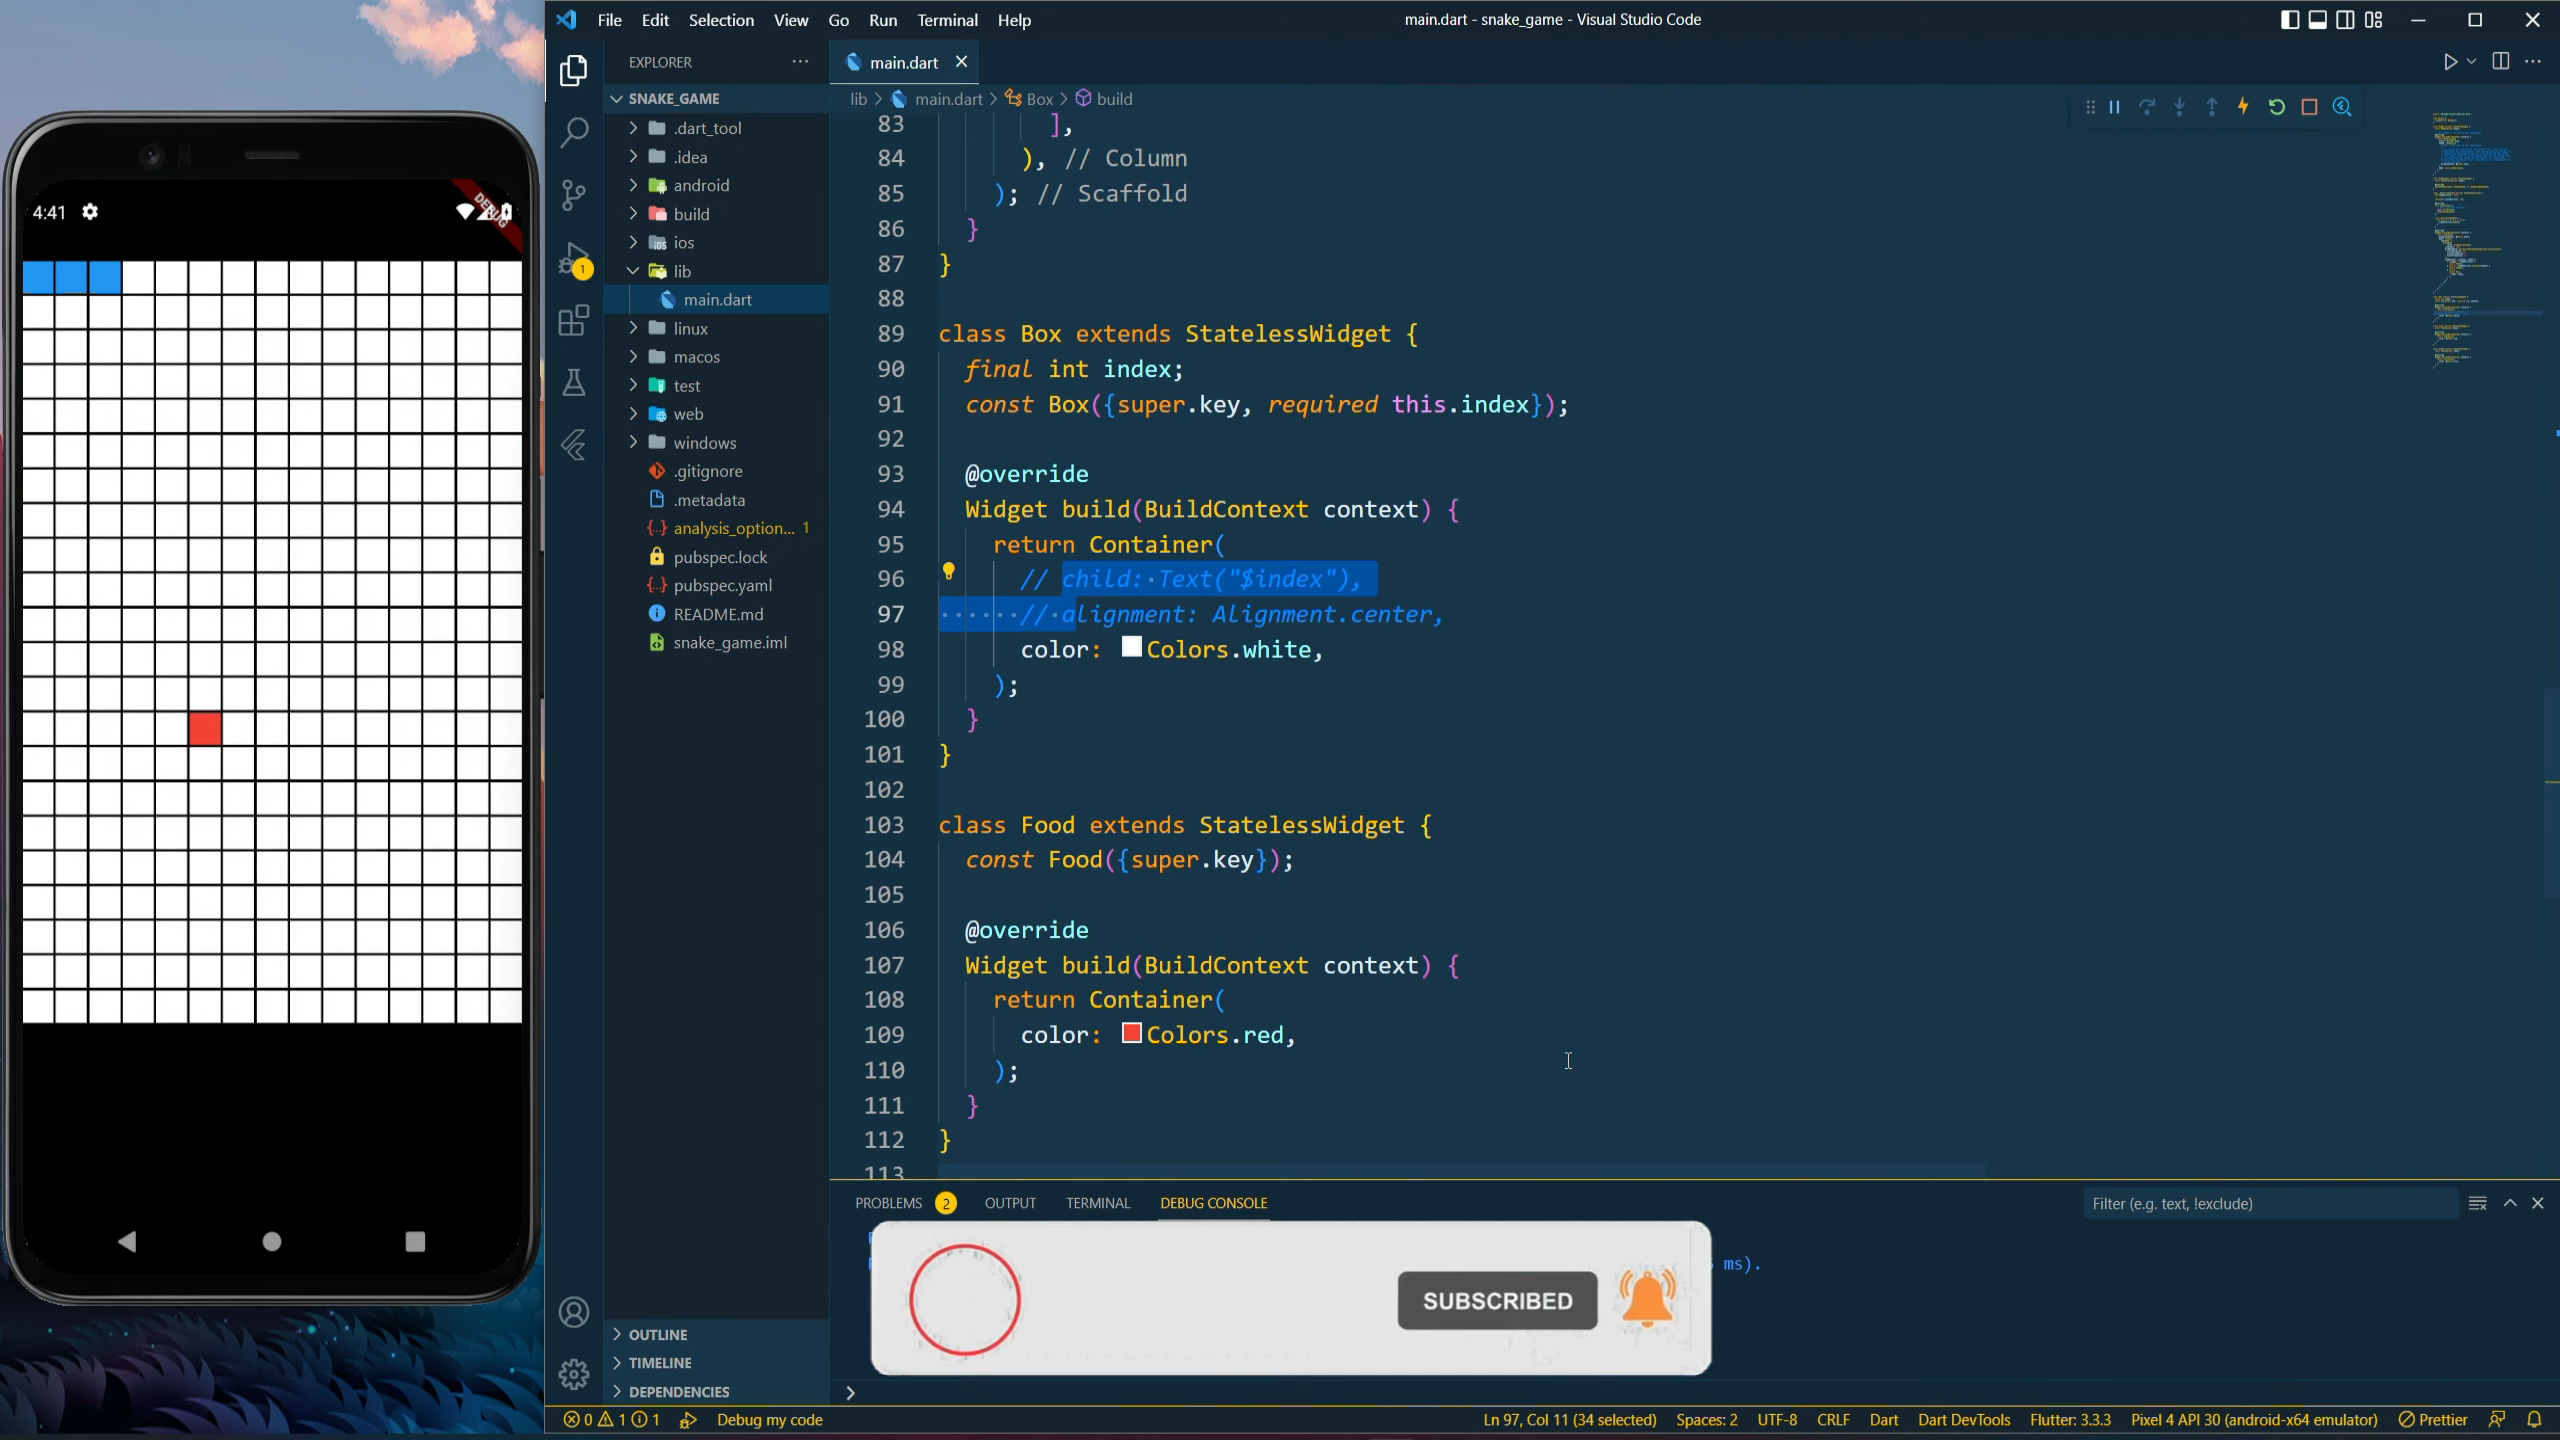 4:41
DEBUG
File Edit Selection View Go Run Terminal Help
main.dart - snake_game - Visual Studio Code
EXPLORER
SNAKE_GAME
.dart_tool
.idea
android
build
ios
lib
main.dart
linux
macos
test
web
windows
.gitignore
.metadata
analysis_option... 1
pubspec.lock
pubspec.yaml
README.md
snake_game.iml
OUTLINE
TIMELINE
DEPENDENCIES
1
main.dart
lib > main.dart > Box > build
83 ],
84 ), // Column
85 ); // Scaffold
86 }
87 }
88
89 class Box extends StatelessWidget {
90 final int index;
91 const Box({super.key, required this.index});
92
93 @override
94 Widget build(BuildContext context) {
95 return Container(
96 // child: Text("$index"),
97 // alignment: Alignment.center,
98 color: Colors.white,
99 );
100 }
101 }
102
103 class Food extends StatelessWidget {
104 const Food({super.key});
105
106 @override
107 Widget build(BuildContext context) {
108 return Container(
109 color: Colors.red,
110 );
111 }
112 }
113
PROBLEMS 2 OUTPUT TERMINAL DEBUG CONSOLE
Filter (e.g. text, !exclude)
ms).
SUBSCRIBED
0 1 1 Debug my code
Ln 97, Col 11 (34 selected) Spaces: 2 UTF-8 CRLF Dart Dart DevTools Flutter: 3.3.3 Pixel 4 API 30 (android-x64 emulator) Prettier